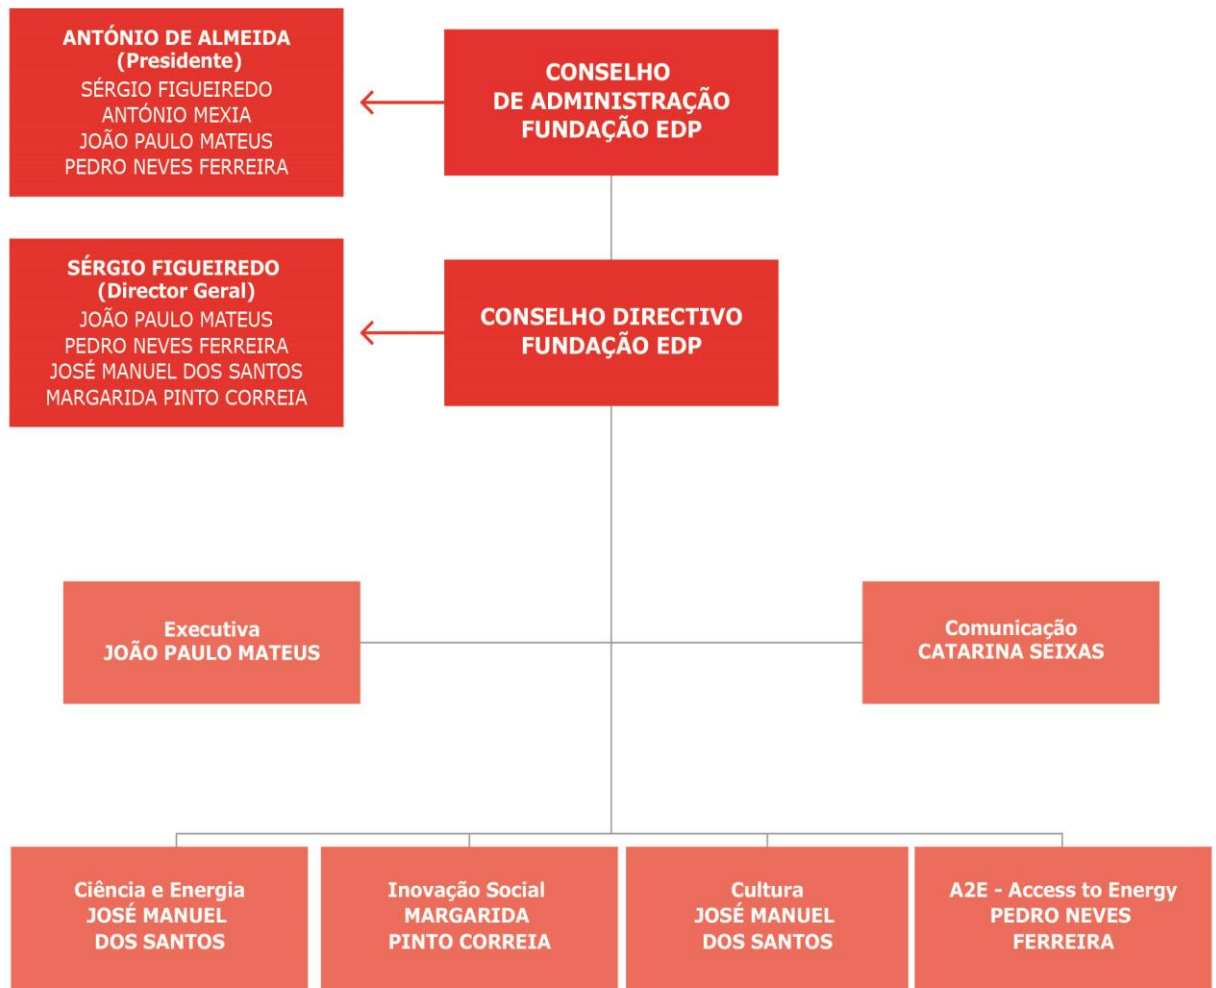 ANTÓNIO DE ALMEIDA
(Presidente)
SÉRGIO FIGUEIREDO
ANTÓNIO MEXIA
JOÃO PAULO MATEUS
PEDRO NEVES FERREIRA
CONSELHO
DE ADMINISTRAÇÃO
FUNDAÇÃO EDP
SÉRGIO FIGUEIREDO
(Director Geral)
JOÃO PAULO MATEUS
PEDRO NEVES FERREIRA
JOSÉ MANUEL DOS SANTOS
MARGARIDA PINTO CORREIA
CONSELHO DIRECTIVO
FUNDAÇÃO EDP
Executiva
JOÃO PAULO MATEUS
Comunicação
CATARINA SEIXAS
Ciência e Energia
JOSÉ MANUEL
DOS SANTOS
Inovação Social
MARGARIDA
PINTO CORREIA
Cultura
JOSÉ MANUEL
DOS SANTOS
A2E - Access to Energy
PEDRO NEVES
FERREIRA